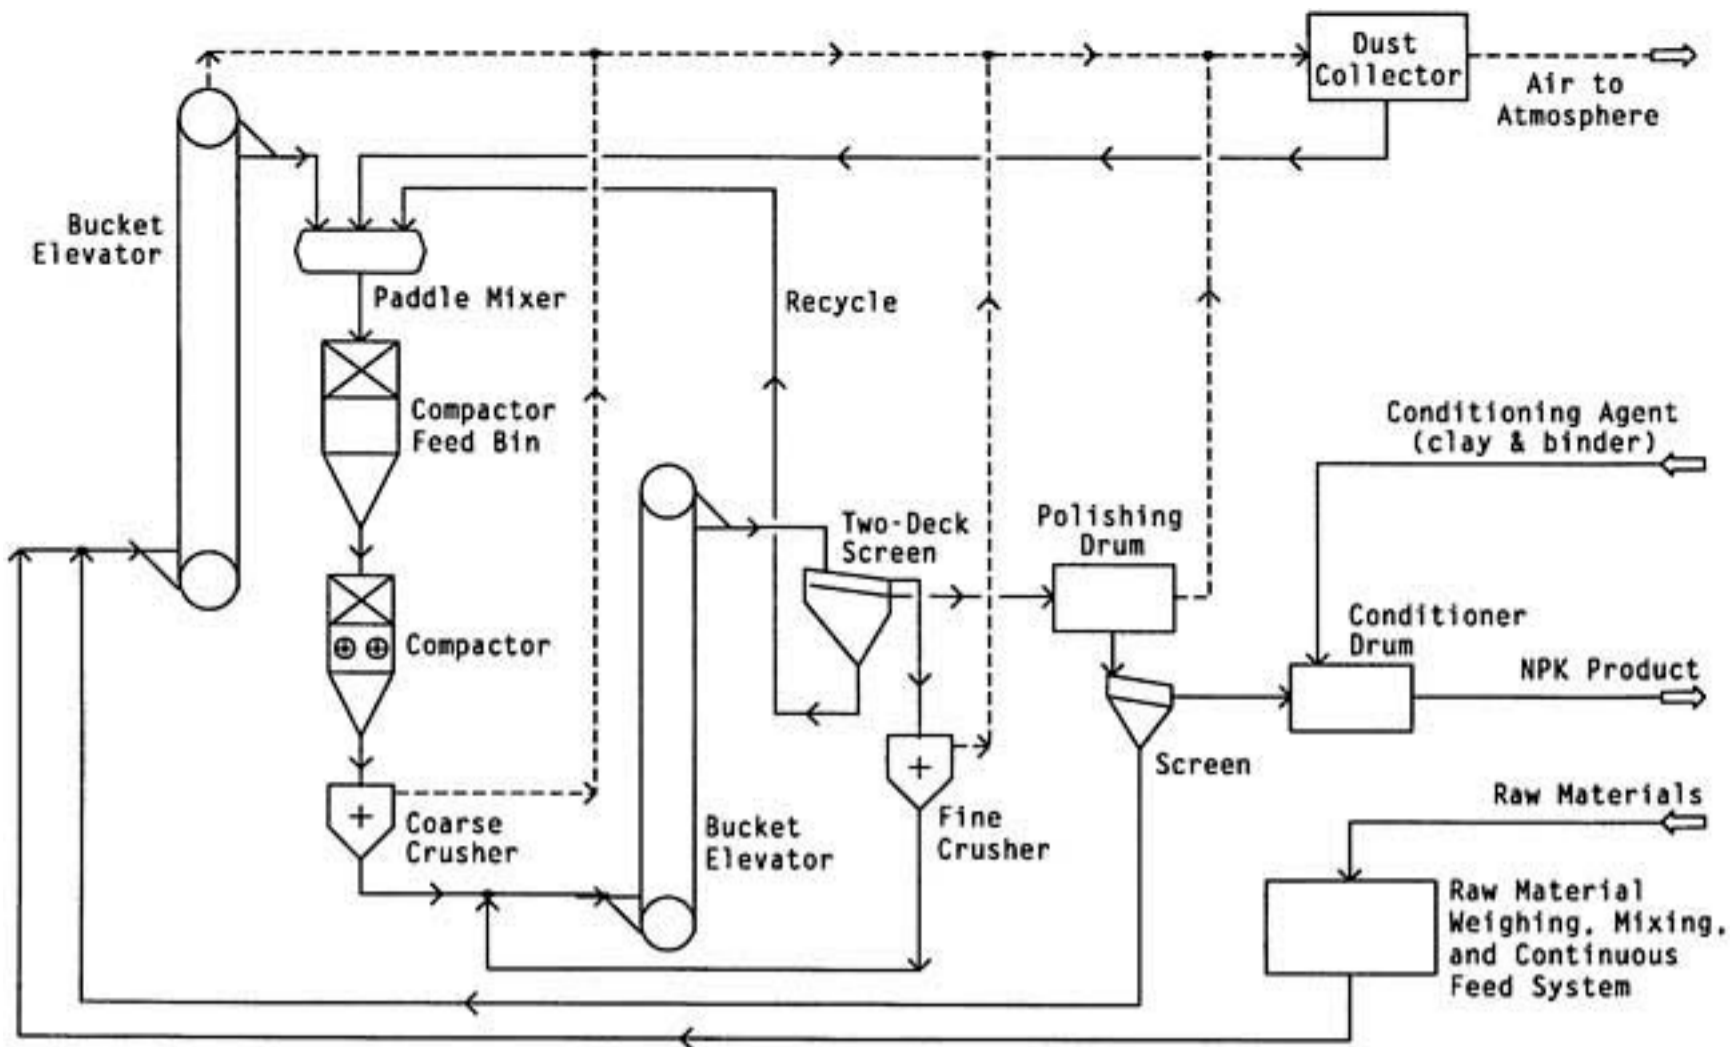 Dust
Collector
Air to
Atmosphere
Bucket
Elevator
Paddle Mixer
Recycle
Compactor
Feed Bin
Conditioning Agent
(clay & binder)
Two-Deck
Screen
Polishing
Drum
Compactor
Conditioner
Drum
NPK Product
Screen
Raw Materials
Coarse
Crusher
Bucket
Elevator
Fine
Crusher
Raw Material
Weighing, Mixing,
and Continuous
Feed System